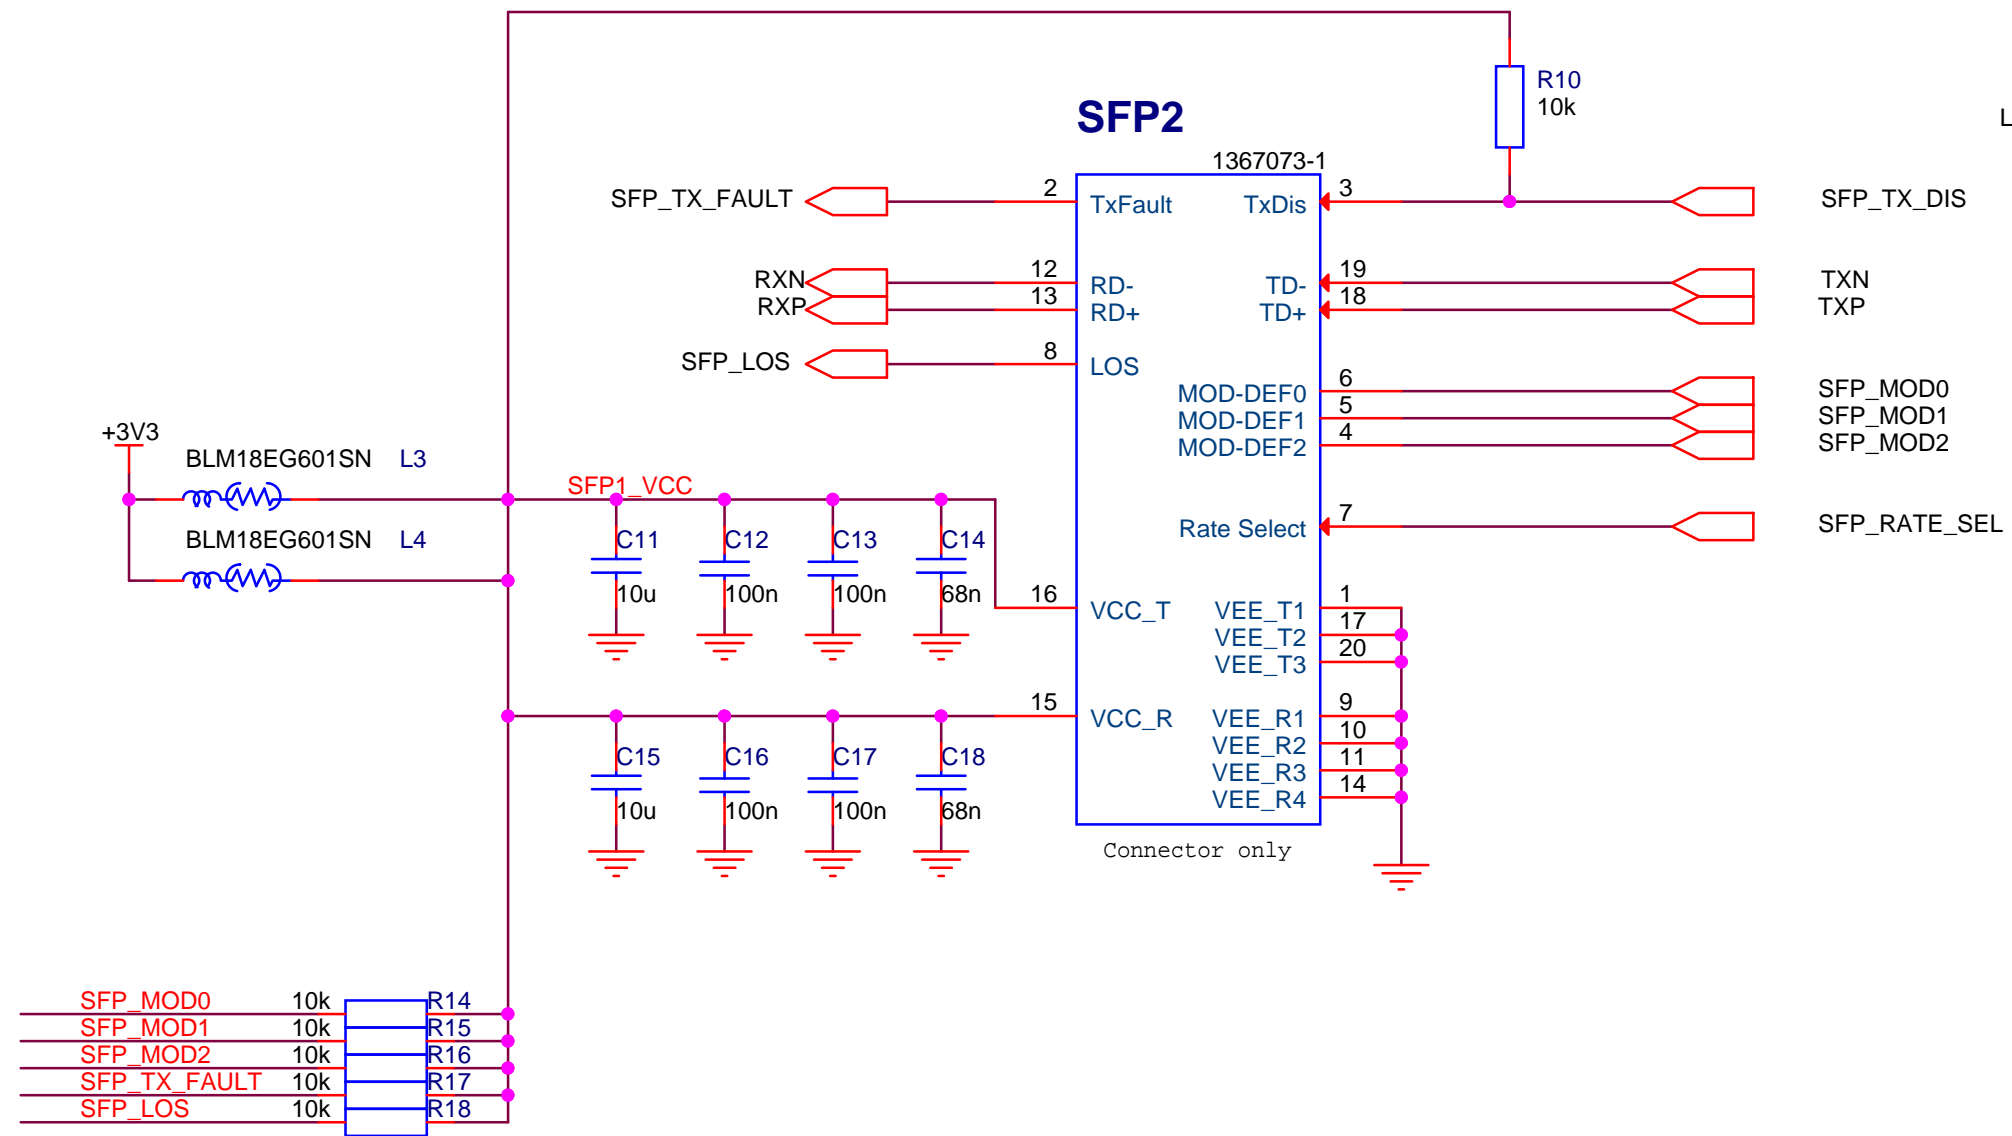 R10
10k
L
SFP2
1367073-1
SFP_TX_FAULT 2 TxFault TxDis 3 SFP_TX_DIS
RXN 12 RD- TD- 19 TXN
RXP 13 RD+ TD+ 18 TXP
SFP_LOS 8 LOS
MOD-DEF0 6 SFP_MOD0
MOD-DEF1 5 SFP_MOD1
MOD-DEF2 4 SFP_MOD2
+3V3
BLM18EG601SN L3
SFP1_VCC
Rate Select 7 SFP_RATE_SEL
BLM18EG601SN L4
C11 C12 C13 C14
10u 100n 100n 68n
16 VCC_T VEE_T1 1
VEE_T2 17
VEE_T3 20
15 VCC_R VEE_R1 9
VEE_R2 10
VEE_R3 11
VEE_R4 14
C15 C16 C17 C18
10u 100n 100n 68n
Connector only
SFP_MOD0 10k R14
SFP_MOD1 10k R15
SFP_MOD2 10k R16
SFP_TX_FAULT 10k R17
SFP_LOS 10k R18